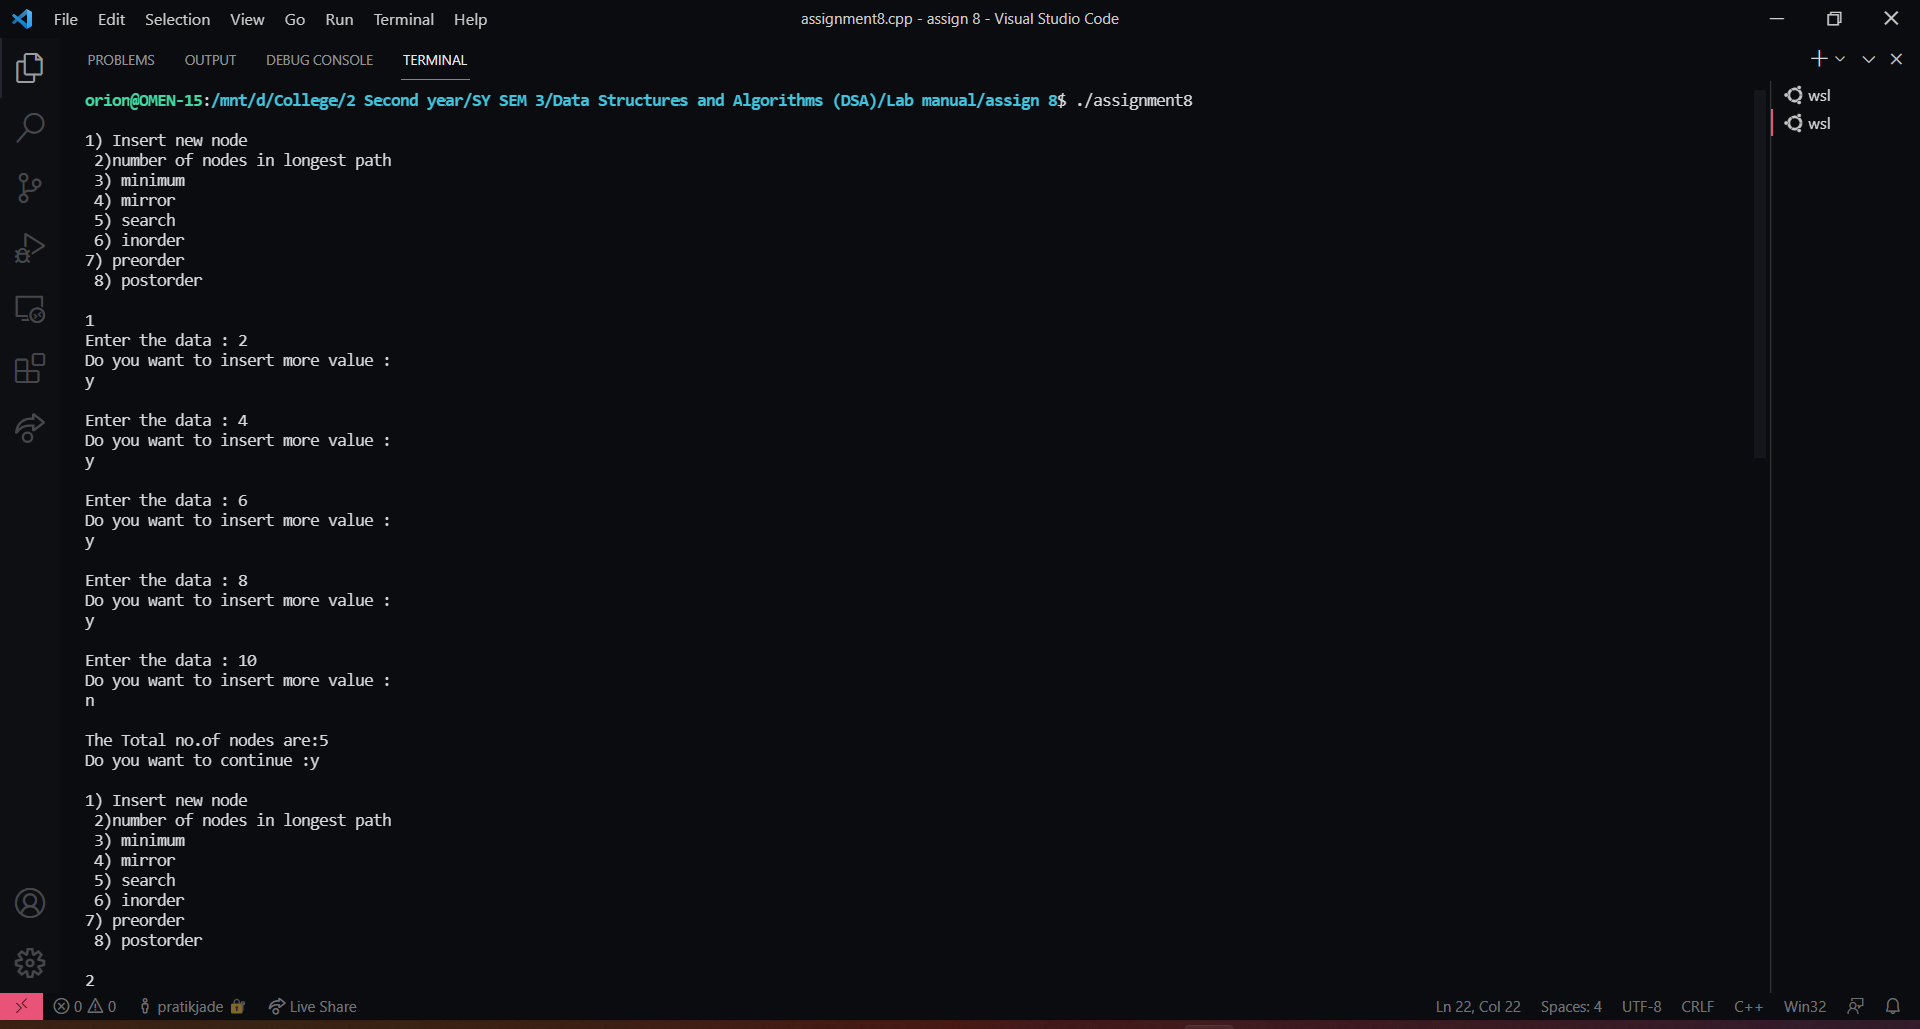 File Edit Selection View Go Run Terminal Help
assignment8.cpp - assign 8 - Visual Studio Code
PROBLEMS OUTPUT DEBUG CONSOLE TERMINAL
orion@OMEN-15:/mnt/d/College/2 Second year/SY SEM 3/Data Structures and Algorithms (DSA)/Lab manual/assign 8$ ./assignment8
1) Insert new node
2)number of nodes in longest path
3) minimum
4) mirror
5) search
6) inorder
7) preorder
8) postorder
1
Enter the data : 2
Do you want to insert more value :
y
Enter the data : 4
Do you want to insert more value :
y
Enter the data : 6
Do you want to insert more value :
y
Enter the data : 8
Do you want to insert more value :
y
Enter the data : 10
Do you want to insert more value :
n
The Total no.of nodes are:5
Do you want to continue :y
1) Insert new node
2)number of nodes in longest path
3) minimum
4) mirror
5) search
6) inorder
7) preorder
8) postorder
2
wsl
wsl
0 0 pratikjade Live Share
Ln 22, Col 22 Spaces: 4 UTF-8 CRLF C++ Win32